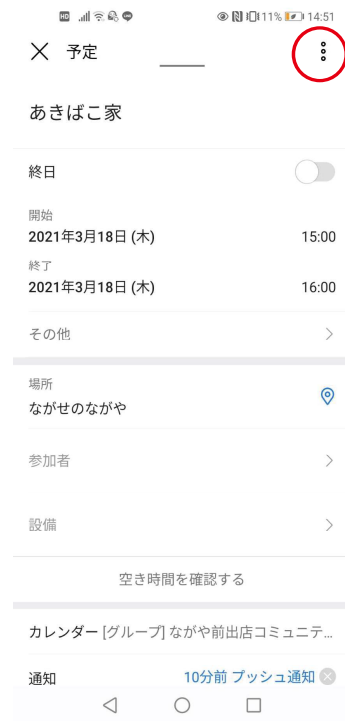 HD 11% 14:51
予定
あきばこ家
終日
開始
2021年3月18日 (木) 15:00
終了
2021年3月18日 (木) 16:00
その他
場所
ながせのながや
参加者
設備
空き時間を確認する
カレンダー [グループ] ながや前出店コミュニテ...
通知 10分前 プッシュ通知